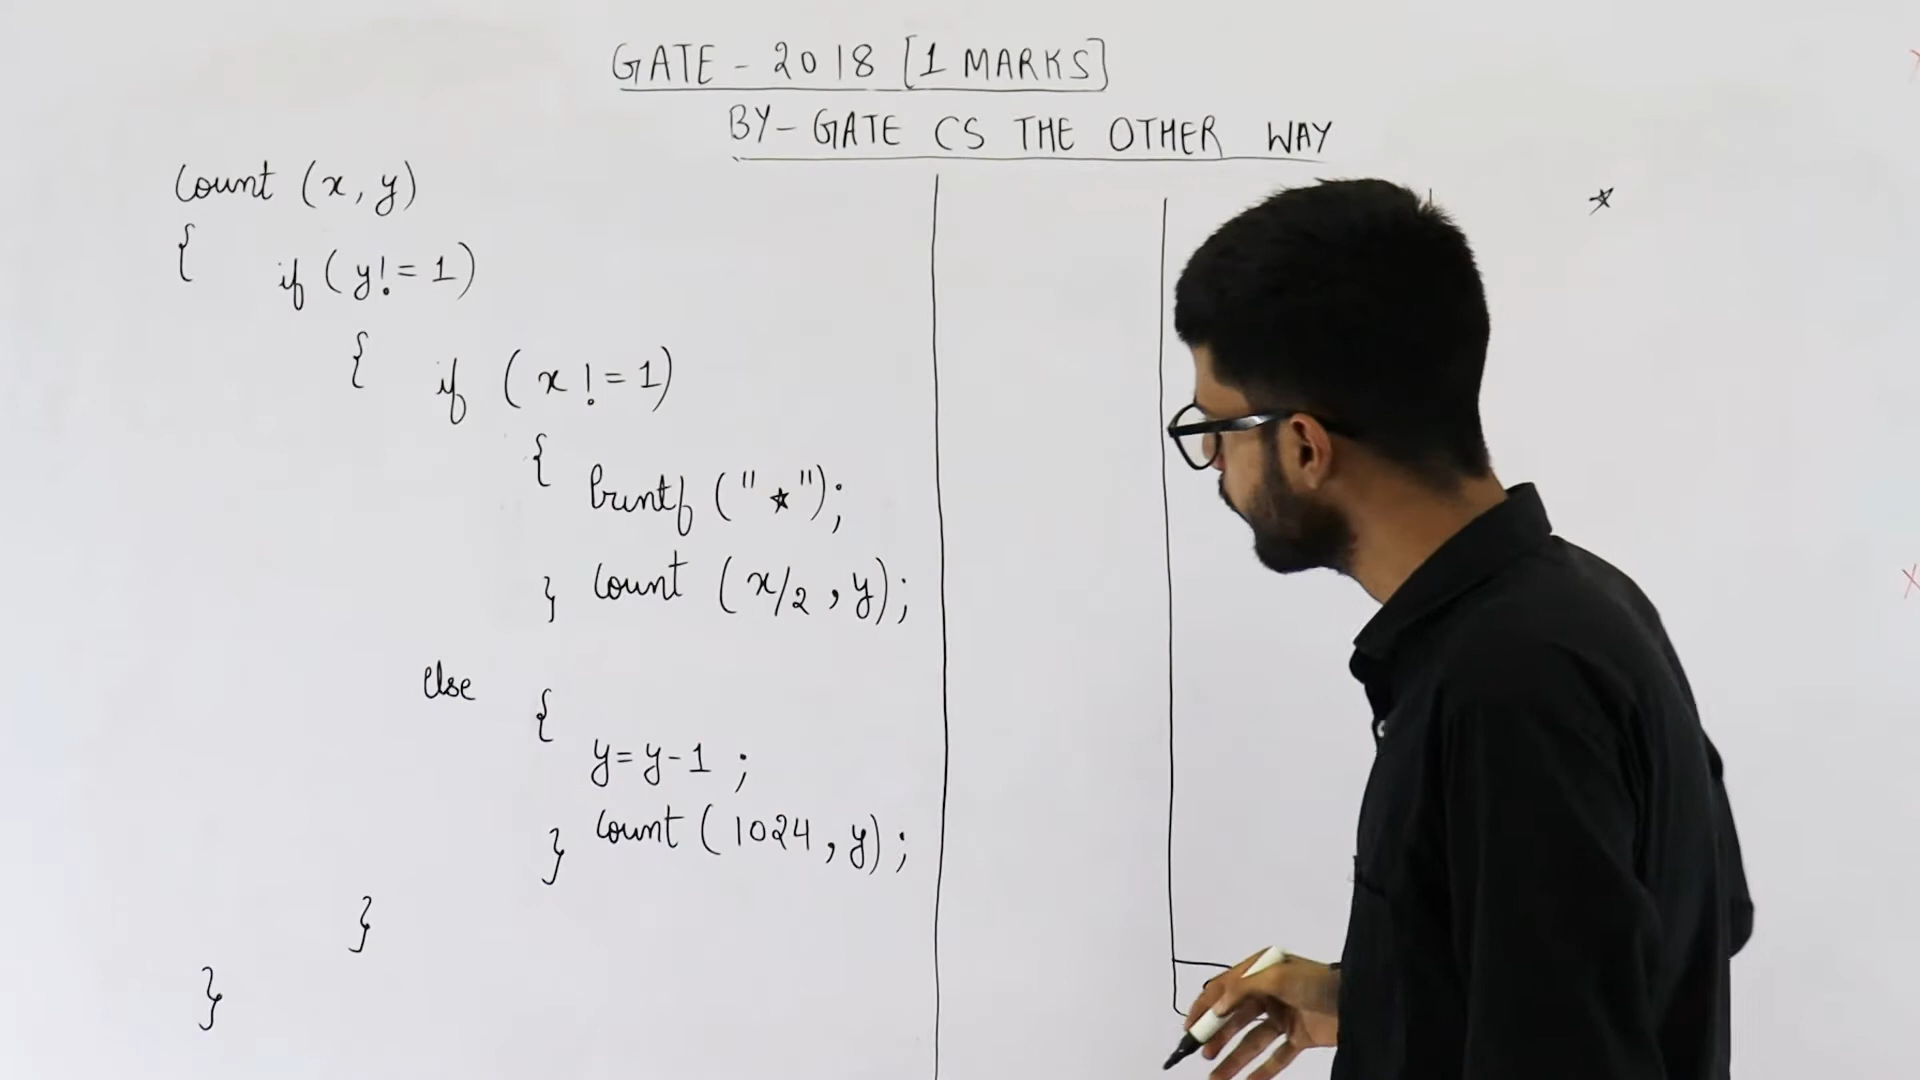 GATE - 2018 [1 MARKS]
BY - GATE CS THE OTHER WAY
Count (x, y)
{ if (y != 1)
{ if (x != 1)
{ printf ("*");
} Count (x/2, y);
else {
y = y-1 ;
} Count (1024, y);
}
}
*